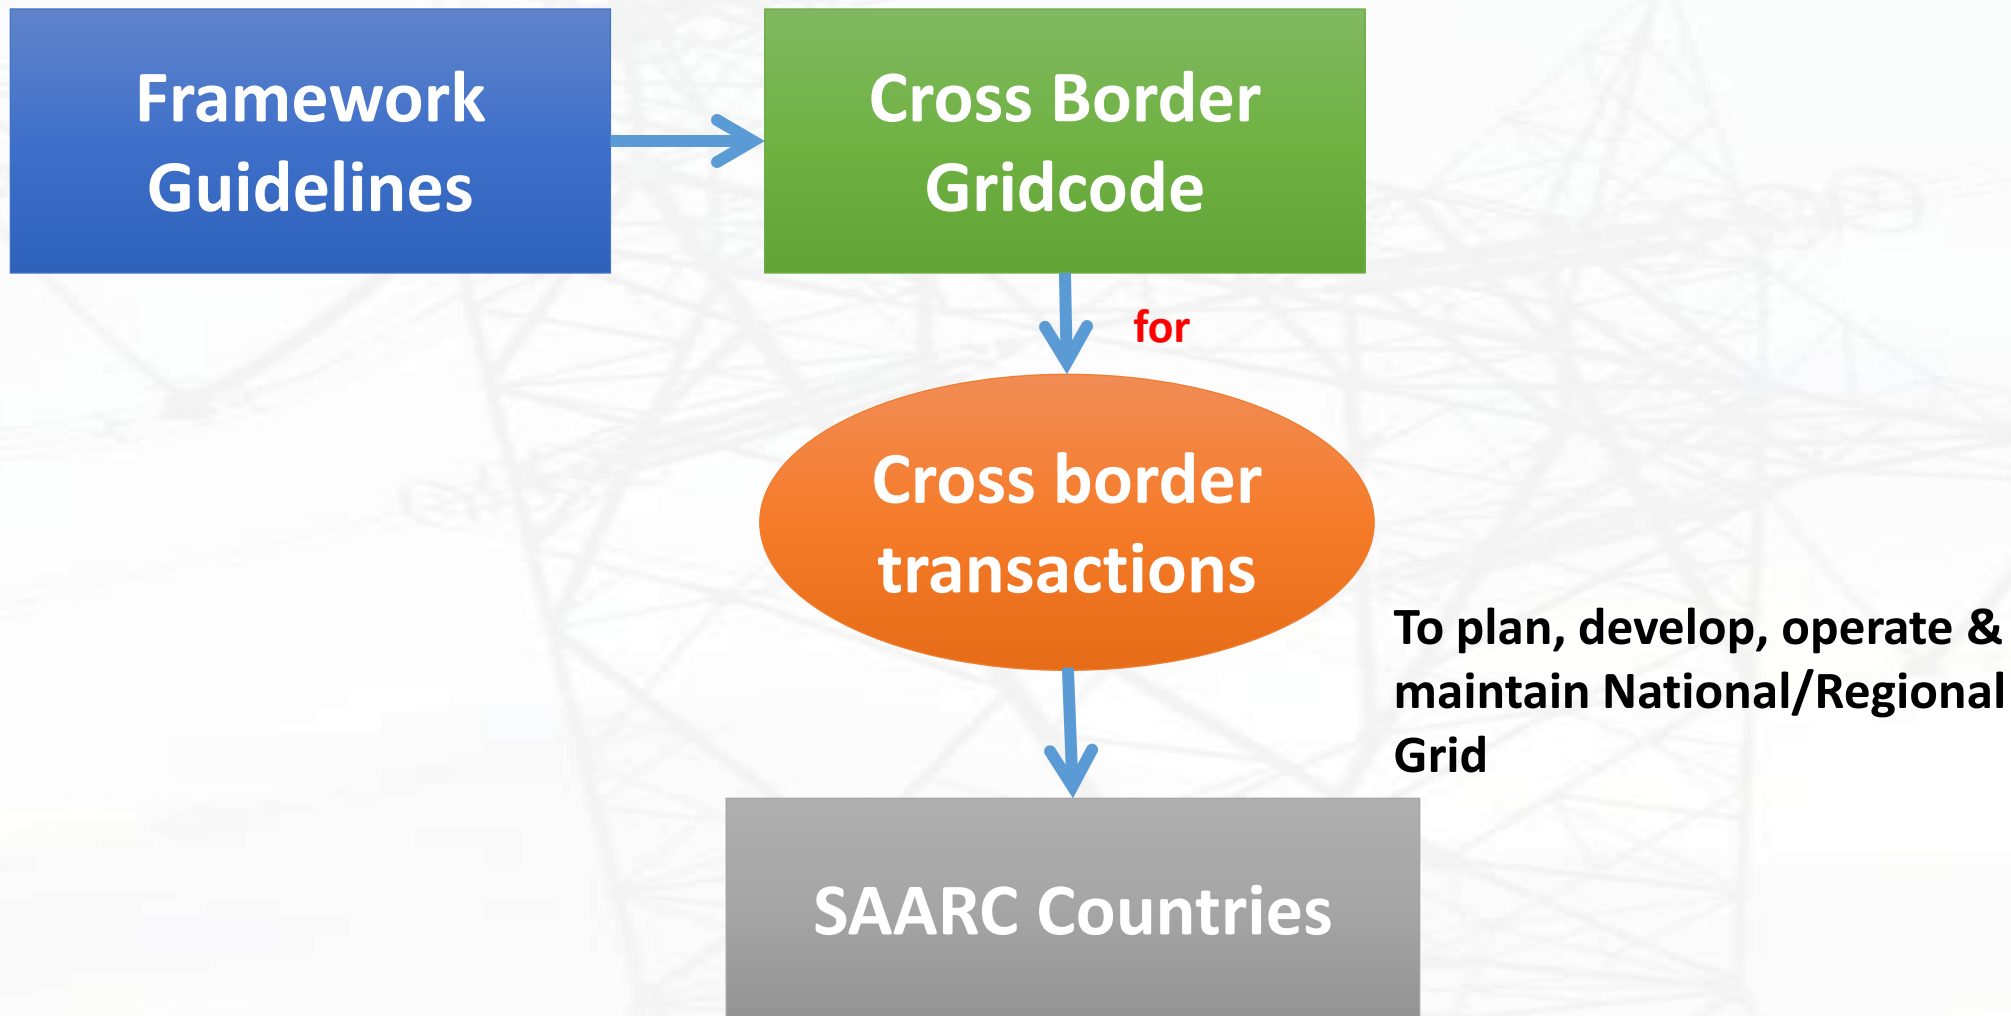 Framework
Guidelines
Cross Border
Gridcode
for
Cross border
transactions
To plan, develop, operate &
maintain National/Regional
Grid
SAARC Countries